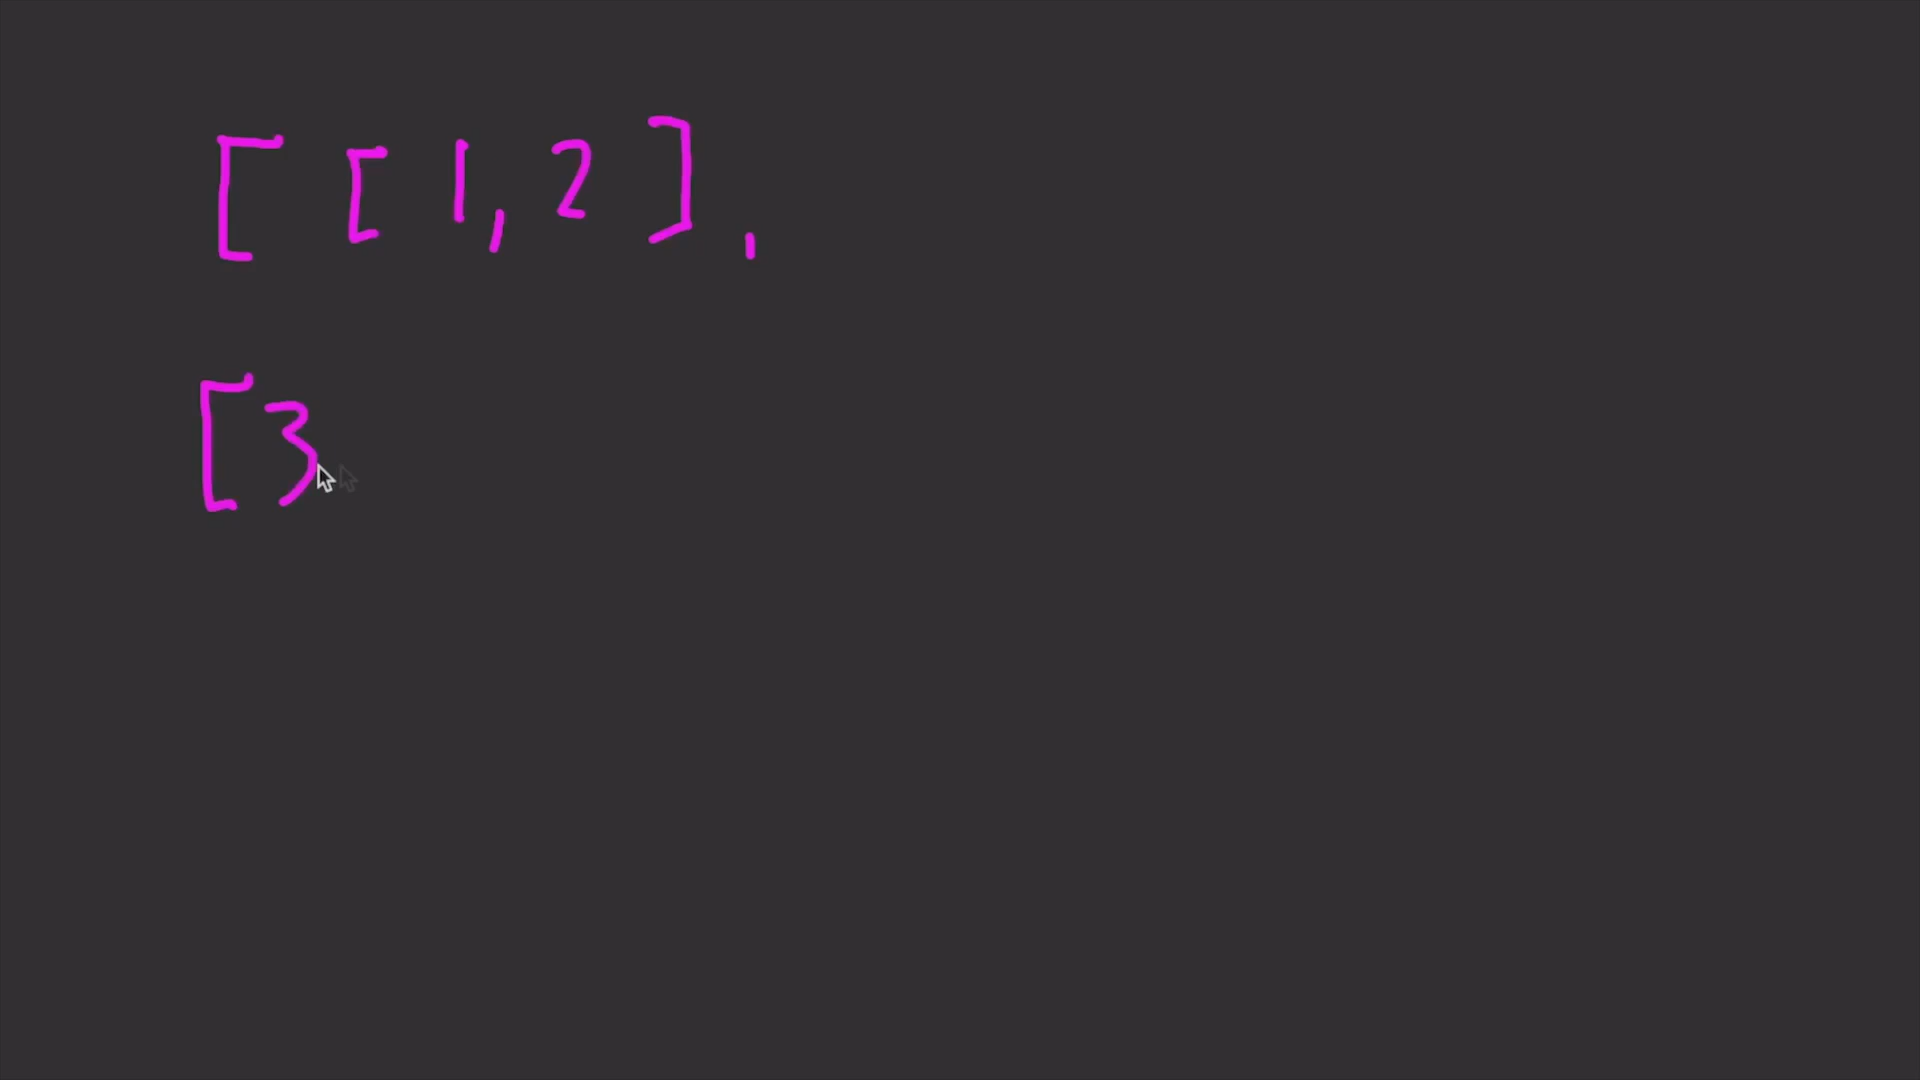 [ [ 1, 2 ] ,
[ 3